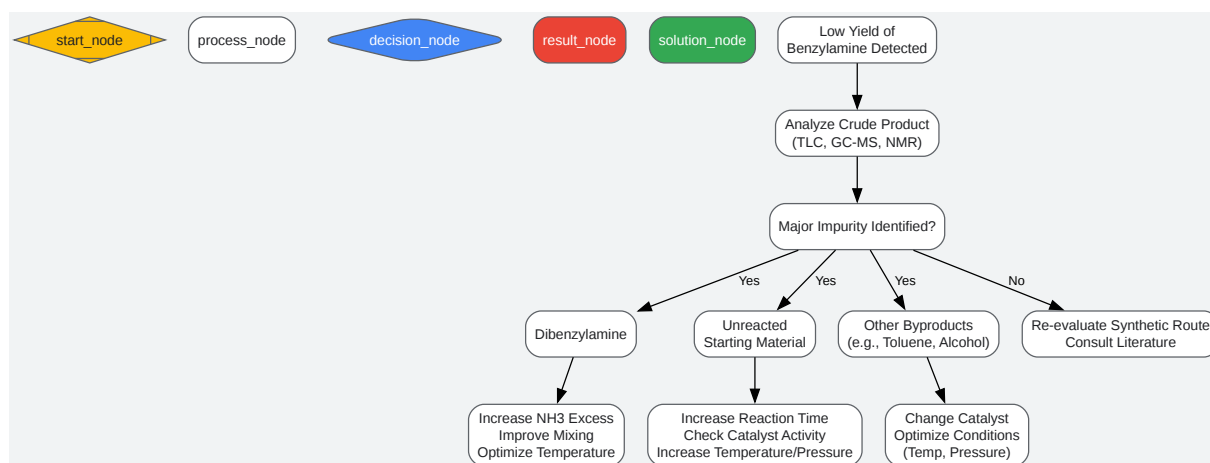 start_node
process_node
decision_node
result_node
solution_node
Low Yield of
Benzylamine Detected
Analyze Crude Product
(TLC, GC-MS, NMR)
Major Impurity Identified?
Yes
Yes
Yes
No
Dibenzylamine
Unreacted
Starting Material
Other Byproducts
(e.g., Toluene, Alcohol)
Re-evaluate Synthetic Route
Consult Literature
Increase NH3 Excess
Improve Mixing
Optimize Temperature
Increase Reaction Time
Check Catalyst Activity
Increase Temperature/Pressure
Change Catalyst
Optimize Conditions
(Temp, Pressure)